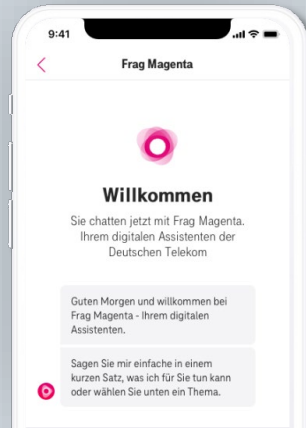 9:41
Frag Magenta
Willkommen
Sie chatten jetzt mit Frag Magenta.
Ihrem digitalen Assistenten der
Deutschen Telekom
Guten Morgen und willkommen bei
Frag Magenta - Ihrem digitalen
Assistenten.
Sagen Sie mir einfache in einem
kurzen Satz, was ich für Sie tun kann
oder wählen Sie unten ein Thema.